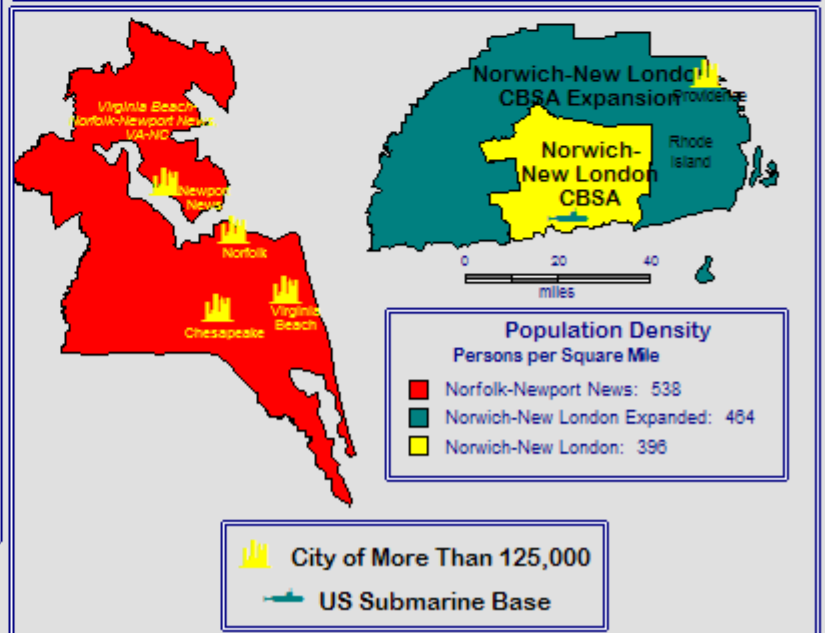 Virginia Beach-
Norfolk-Newport News,
VA-NC
Newport
News
Norfolk
Virginia
Beach
Chesapeake
Norwich-New London
CBSA Expansion
Providence
Rhode
Island
Norwich-
New London
CBSA
0 20 40
miles
Population Density
Persons per Square Mile
Norfolk-Newport News: 538
Norwich-New London Expanded: 464
Norwich-New London: 396
City of More Than 125,000
US Submarine Base